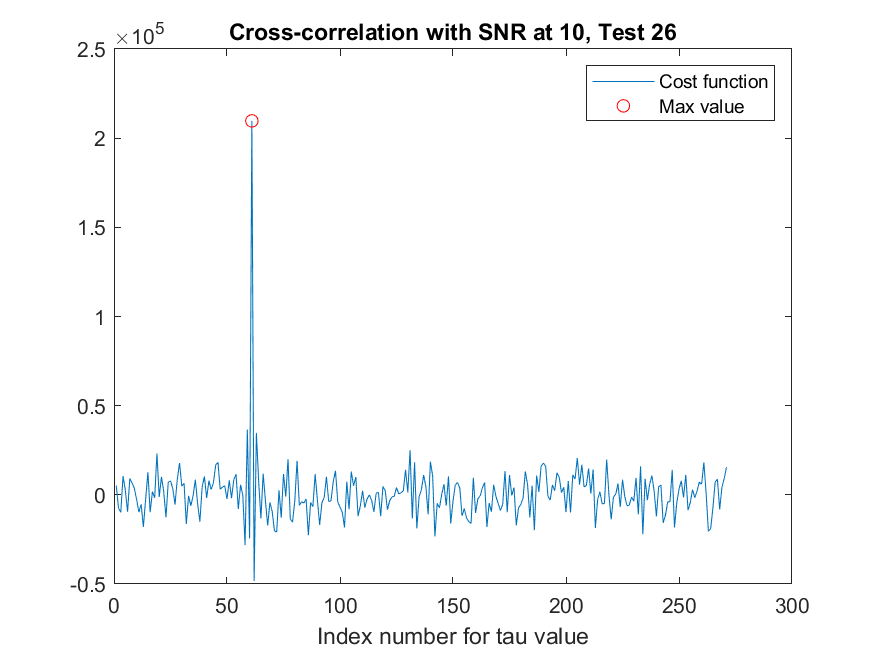 Cross-correlation with SNR at 10, Test 26
×10^5
2.5
2
1.5
1
0.5
0
-0.5
0 50 100 150 200 250 300
Index number for tau value
Cost function
Max value